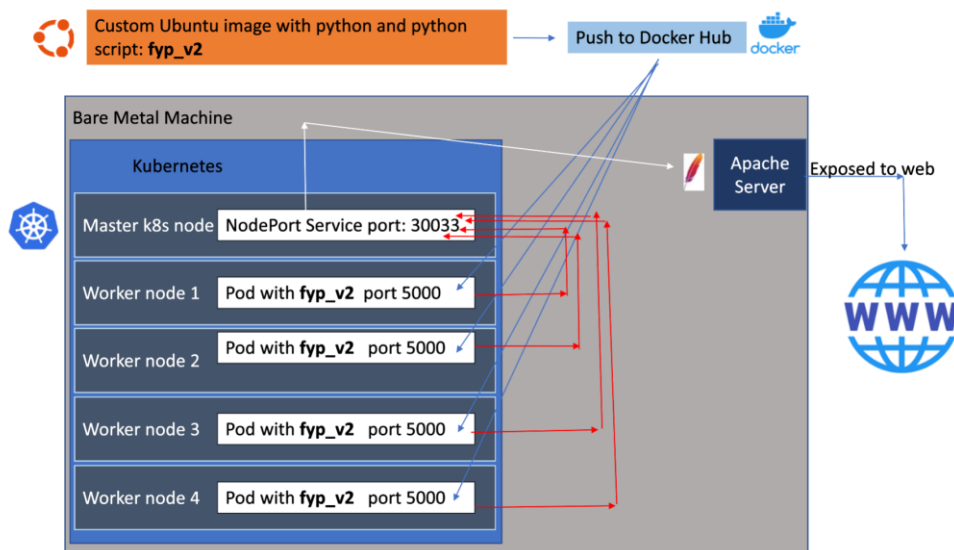 Custom Ubuntu image with python and python
script: fyp_v2
Push to Docker Hub
docker
Bare Metal Machine
Kubernetes
Apache
Server
Exposed to web
Master k8s node
NodePort Service port: 30033
Worker node 1
Pod with fyp_v2 port 5000
Worker node 2
Pod with fyp_v2 port 5000
Worker node 3
Pod with fyp_v2 port 5000
Worker node 4
Pod with fyp_v2 port 5000
WWW